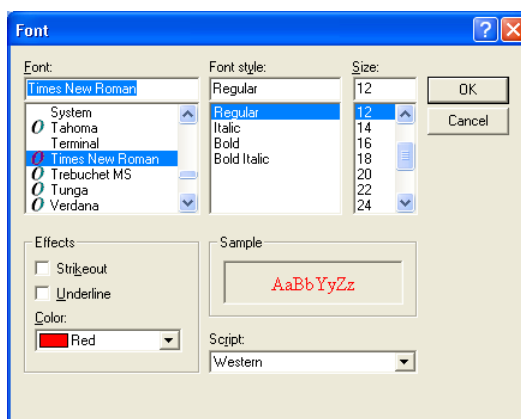 Font
Font:
Times New Roman
System
Tahoma
Terminal
Times New Roman
Trebuchet MS
Tunga
Verdana
Font style:
Regular
Regular
Italic
Bold
Bold Italic
Size:
12
12
14
16
18
20
22
24
OK
Cancel
Effects
Strikeout
Underline
Color:
Red
Sample
AaBbYyZz
Script:
Western